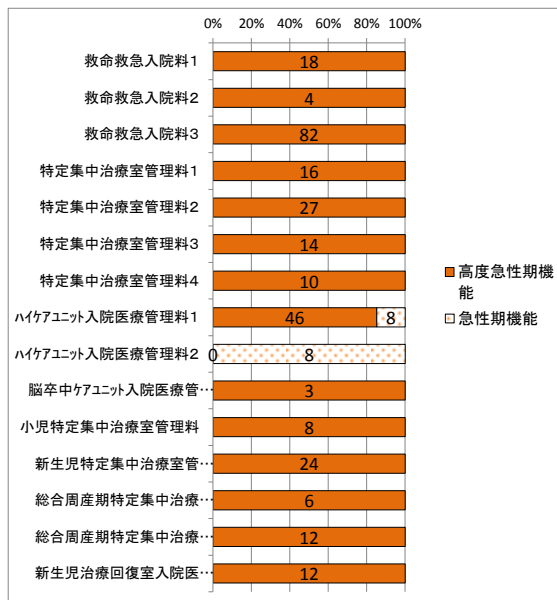 0% 20% 40% 60% 80% 100%
救命救急入院料1 18
救命救急入院料2 4
救命救急入院料3 82
特定集中治療室管理料1 16
特定集中治療室管理料2 27
特定集中治療室管理料3 14
特定集中治療室管理料4 10
ハイケアユニット入院医療管理料1 46 8
ハイケアユニット入院医療管理料2 0 8
脳卒中ケアユニット入院医療管… 3
小児特定集中治療室管理料 8
新生児特定集中治療室管… 24
総合周産期特定集中治療… 6
総合周産期特定集中治療… 12
新生児治療回復室入院医… 12
高度急性期機
能
急性期機能